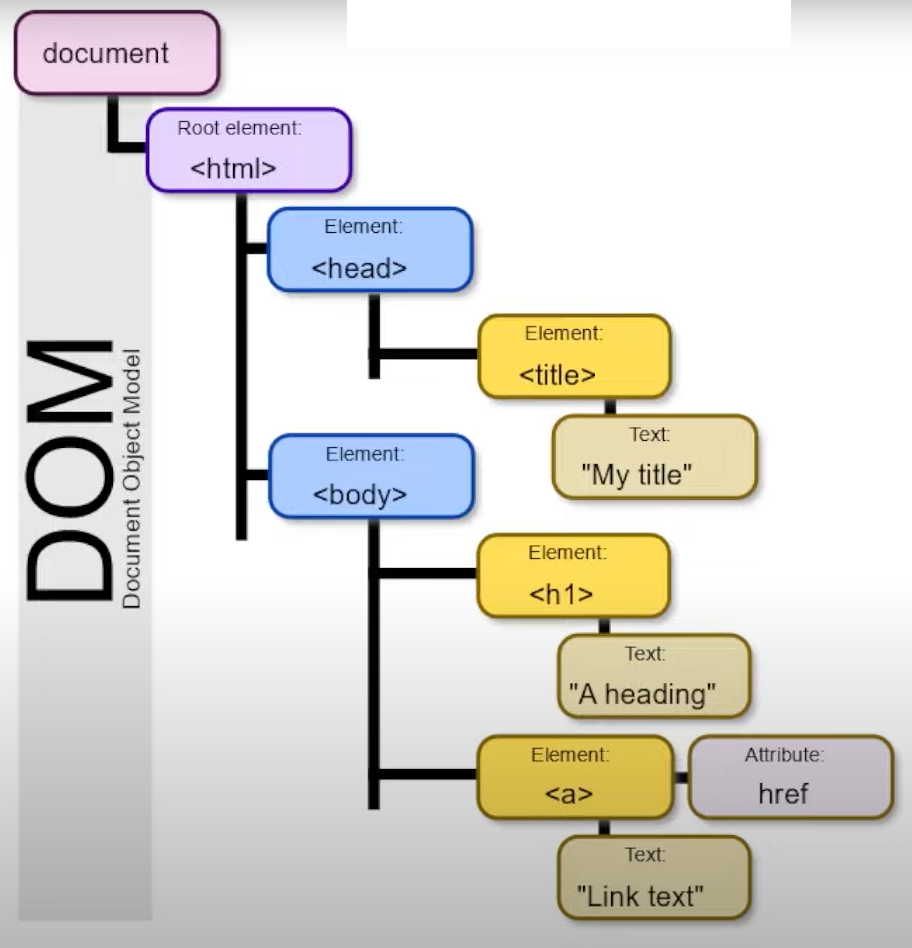 document
Root element:
<html>
Element:
<head>
Element:
<title>
Text:
"My title"
Element:
<body>
Element:
<h1>
Text:
"A heading"
Element:
<a>
Attribute:
href
Text:
"Link text"
DOM
Document Object Model